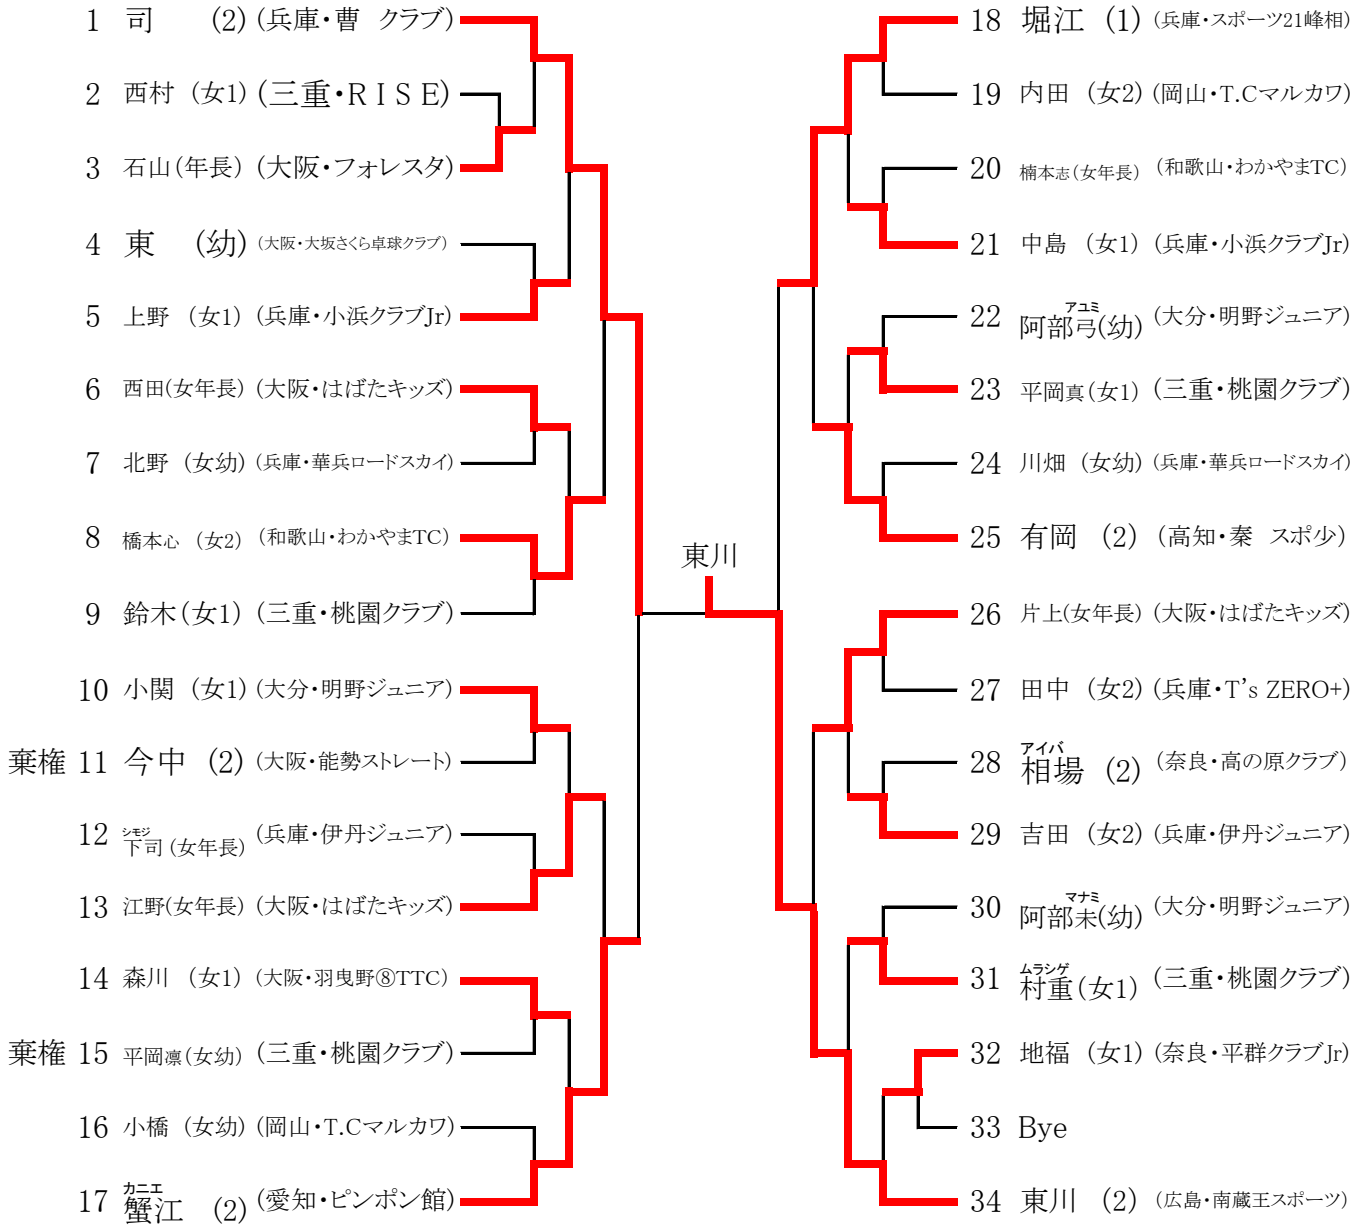 1 司 (2) (兵庫・曹 クラブ)
2 西村 (女1) (三重・RISE)
3 石山(年長) (大阪・フォレスタ)
4 東 (幼) (大阪・大坂さくら卓球クラブ)
5 上野 (女1) (兵庫・小浜クラブJr)
6 西田(女年長) (大阪・はばたキッズ)
7 北野 (女幼) (兵庫・華兵ロードスカイ)
8 橋本心 (女2) (和歌山・わかやまTC)
9 鈴木(女1) (三重・桃園クラブ)
10 小関 (女1) (大分・明野ジュニア)
棄権 11 今中 (2) (大阪・能勢ストレート)
シモジ
12 下司(女年長) (兵庫・伊丹ジュニア)
13 江野(女年長) (大阪・はばたキッズ)
14 森川 (女1) (大阪・羽曳野⑧TTC)
棄権 15 平岡凛(女幼) (三重・桃園クラブ)
16 小橋 (女幼) (岡山・T.Cマルカワ)
カニエ
17 蟹江 (2) (愛知・ピンポン館)
東川
18 堀江 (1) (兵庫・スポーツ21峰相)
19 内田 (女2) (岡山・T.Cマルカワ)
20 楠本志(女年長) (和歌山・わかやまTC)
21 中島 (女1) (兵庫・小浜クラブJr)
アユミ
22 阿部弓(幼) (大分・明野ジュニア)
23 平岡真(女1) (三重・桃園クラブ)
24 川畑 (女幼) (兵庫・華兵ロードスカイ)
25 有岡 (2) (高知・秦 スポ少)
26 片上(女年長) (大阪・はばたキッズ)
27 田中 (女2) (兵庫・T's ZERO+)
アイバ
28 相場 (2) (奈良・高の原クラブ)
29 吉田 (女2) (兵庫・伊丹ジュニア)
マナミ
30 阿部未(幼) (大分・明野ジュニア)
ムラシゲ
31 村重(女1) (三重・桃園クラブ)
32 地福 (女1) (奈良・平群クラブJr)
33 Bye
34 東川 (2) (広島・南蔵王スポーツ)